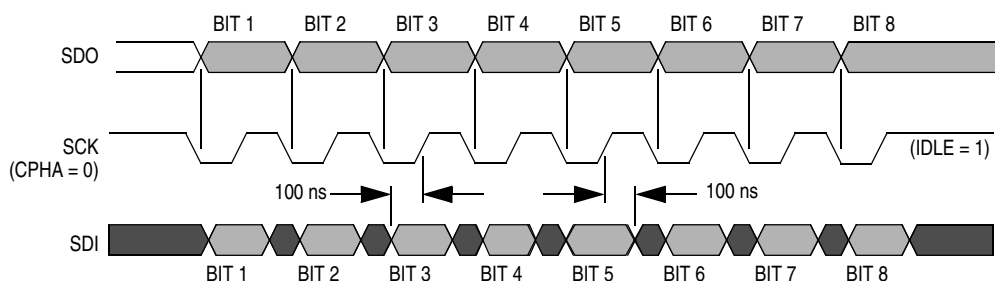 BIT 1 BIT 2 BIT 3 BIT 4 BIT 5 BIT 6 BIT 7 BIT 8
SDO
SCK
(CPHA = 0)
(IDLE = 1)
100 ns
100 ns
SDI
BIT 1 BIT 2 BIT 3 BIT 4 BIT 5 BIT 6 BIT 7 BIT 8